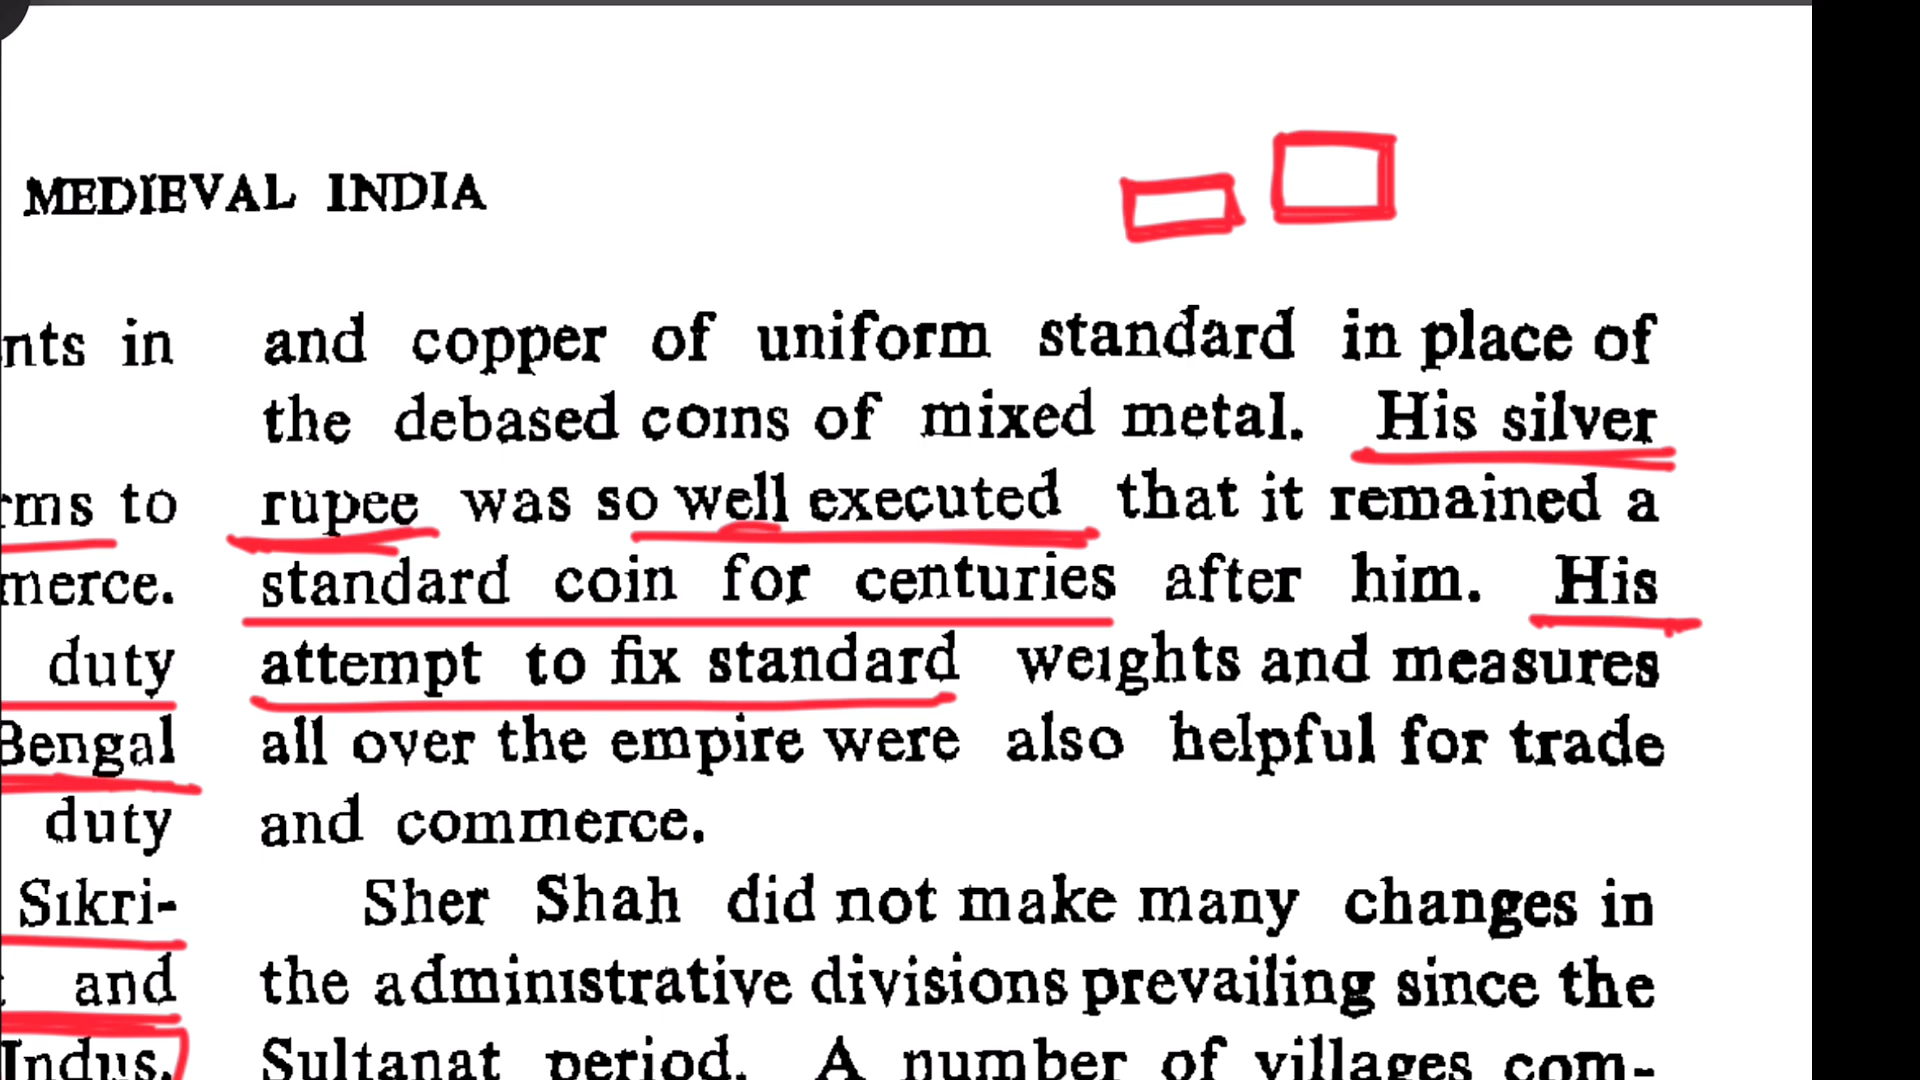 MEDIEVAL INDIA
nts in
rms to
merce.
duty
Bengal
duty
Sikri-
and
Indus.
and copper of uniform standard in place of
the debased coins of mixed metal. His silver
rupee was so well executed that it remained a
standard coin for centuries after him. His
attempt to fix standard weights and measures
all over the empire were also helpful for trade
and commerce.
Sher Shah did not make many changes in
the administrative divisions prevailing since the
Sultanat period. A number of villages com-